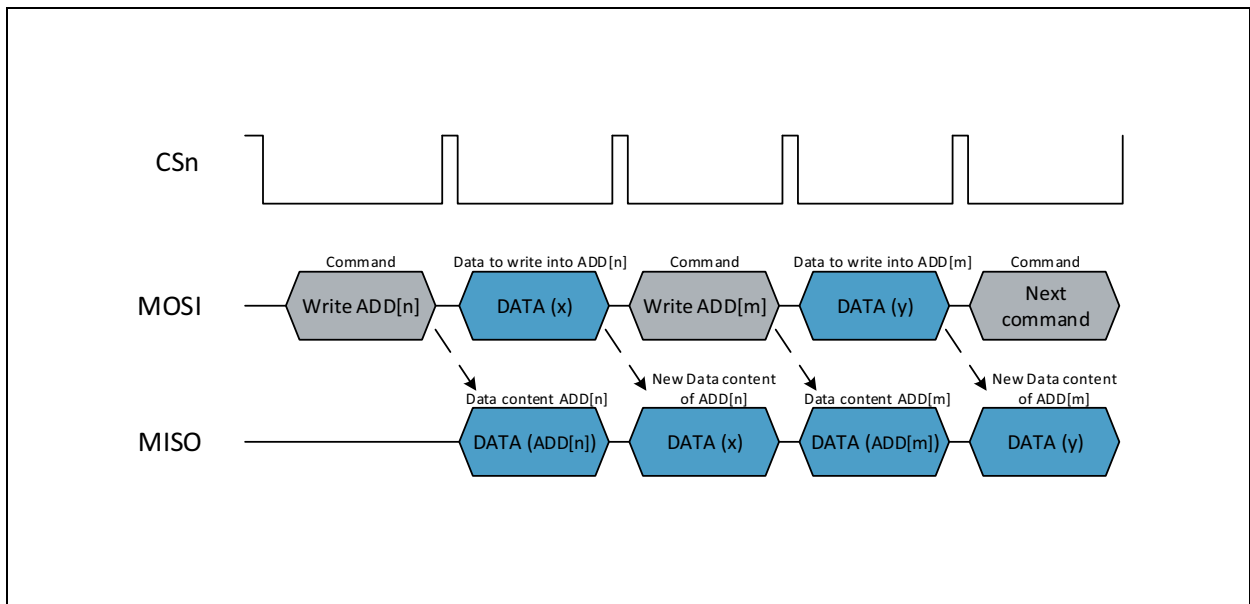 CSn
Command
Data to write into ADD[n]
Command
Data to write into ADD[m]
Command
MOSI
Write ADD[n]
DATA (x)
Write ADD[m]
DATA (y)
Next
command
New Data content
of ADD[n]
New Data content
of ADD[m]
Data content ADD[n]
Data content ADD[m]
MISO
DATA (ADD[n])
DATA (x)
DATA (ADD[m])
DATA (y)